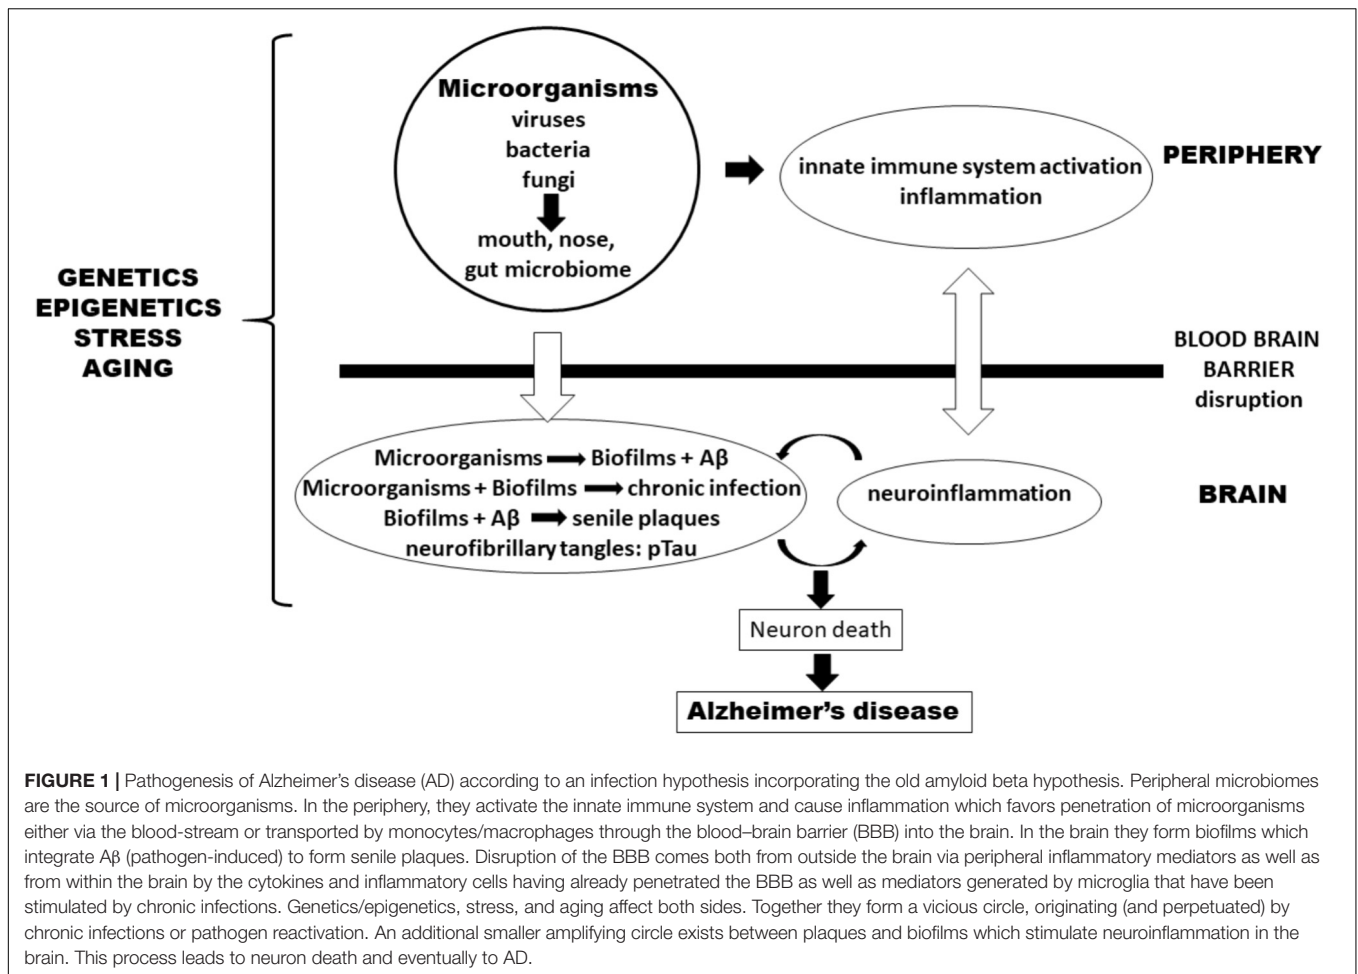 Microorganisms
viruses
bacteria
fungi
mouth, nose,
gut microbiome
innate immune system activation
inflammation
PERIPHERY
GENETICS
EPIGENETICS
STRESS
AGING
BLOOD BRAIN
BARRIER
disruption
Microorganisms Biofilms + Aβ
Microorganisms + Biofilms chronic infection
Biofilms + Aβ senile plaques
neurofibrillary tangles: pTau
neuroinflammation
BRAIN
Neuron death
Alzheimer's disease
FIGURE 1 | Pathogenesis of Alzheimer's disease (AD) according to an infection hypothesis incorporating the old amyloid beta hypothesis. Peripheral microbiomes
are the source of microorganisms. In the periphery, they activate the innate immune system and cause inflammation which favors penetration of microorganisms
either via the blood-stream or transported by monocytes/macrophages through the blood–brain barrier (BBB) into the brain. In the brain they form biofilms which
integrate Aβ (pathogen-induced) to form senile plaques. Disruption of the BBB comes both from outside the brain via peripheral inflammatory mediators as well as
from within the brain by the cytokines and inflammatory cells having already penetrated the BBB as well as mediators generated by microglia that have been
stimulated by chronic infections. Genetics/epigenetics, stress, and aging affect both sides. Together they form a vicious circle, originating (and perpetuated) by
chronic infections or pathogen reactivation. An additional smaller amplifying circle exists between plaques and biofilms which stimulate neuroinflammation in the
brain. This process leads to neuron death and eventually to AD.